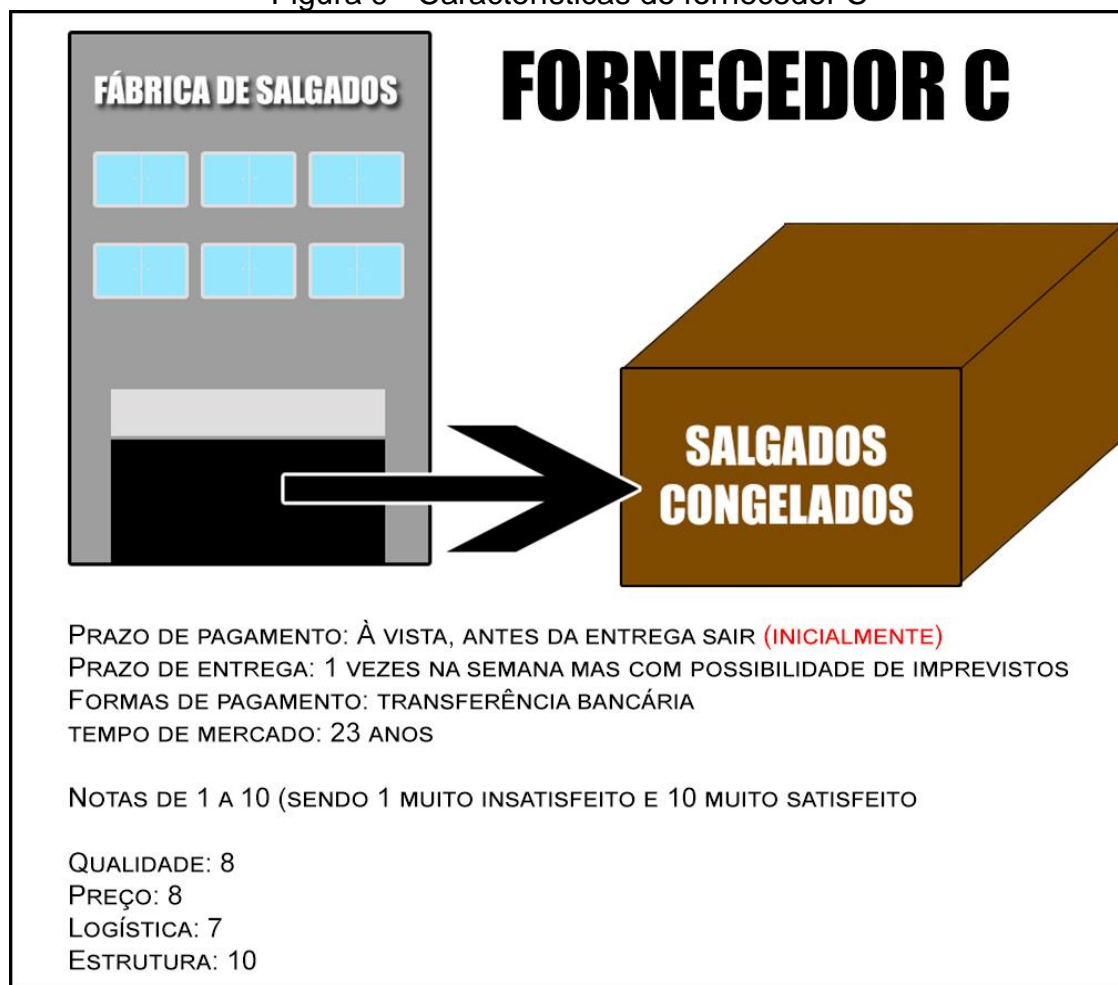 FÁBRICA DE SALGADOS
FORNECEDOR C
SALGADOS
CONGELADOS
PRAZO DE PAGAMENTO: À VISTA, ANTES DA ENTREGA SAIR (INICIALMENTE)
PRAZO DE ENTREGA: 1 VEZES NA SEMANA MAS COM POSSIBILIDADE DE IMPREVISTOS
FORMAS DE PAGAMENTO: TRANSFERÊNCIA BANCÁRIA
TEMPO DE MERCADO: 23 ANOS
NOTAS DE 1 A 10 (SENDO 1 MUITO INSATISFEITO E 10 MUITO SATISFEITO
QUALIDADE: 8
PREÇO: 8
LOGÍSTICA: 7
ESTRUTURA: 10